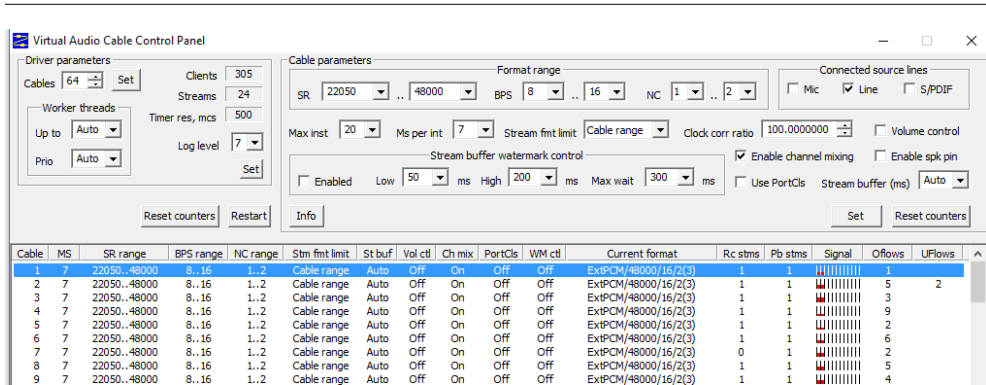 Virtual Audio Cable Control Panel
Driver parameters
Cables 64 Set Clients 305
Streams 24
Worker threads Timer res, mcs 500
Up to Auto
Log level 7
Prio Auto
Set
Reset counters Restart
Cable parameters
Format range
SR 22050 .. 48000 BPS 8 .. 16 NC 1 .. 2
Connected source lines
Mic Line S/PDIF
Max inst 20 Ms per int 7 Stream fmt limit Cable range Clock corr ratio 100.0000000 Volume control
Stream buffer watermark control
Enabled Low 50 ms High 200 ms Max wait 300 ms
Enable channel mixing Enable spk pin
Use PortCls Stream buffer (ms) Auto
Info Set Reset counters
Cable MS SR range BPS range NC range Stm fmt limit St buf Vol ctl Ch mix PortCls WM ctl Current format Rc stms Pb stms Signal Oflows UFlows
1 7 22050..48000 8..16 1..2 Cable range Auto Off On Off Off ExtPCM/48000/16/2(3) 1 1 1
2 7 22050..48000 8..16 1..2 Cable range Auto Off On Off Off ExtPCM/48000/16/2(3) 1 1 5 2
3 7 22050..48000 8..16 1..2 Cable range Auto Off On Off Off ExtPCM/48000/16/2(3) 1 1 3
4 7 22050..48000 8..16 1..2 Cable range Auto Off On Off Off ExtPCM/48000/16/2(3) 1 1 9
5 7 22050..48000 8..16 1..2 Cable range Auto Off On Off Off ExtPCM/48000/16/2(3) 1 1 2
6 7 22050..48000 8..16 1..2 Cable range Auto Off On Off Off ExtPCM/48000/16/2(3) 1 1 6
7 7 22050..48000 8..16 1..2 Cable range Auto Off On Off Off ExtPCM/48000/16/2(3) 0 1 2
8 7 22050..48000 8..16 1..2 Cable range Auto Off On Off Off ExtPCM/48000/16/2(3) 1 1 5
9 7 22050..48000 8..16 1..2 Cable range Auto Off On Off Off ExtPCM/48000/16/2(3) 1 1 4